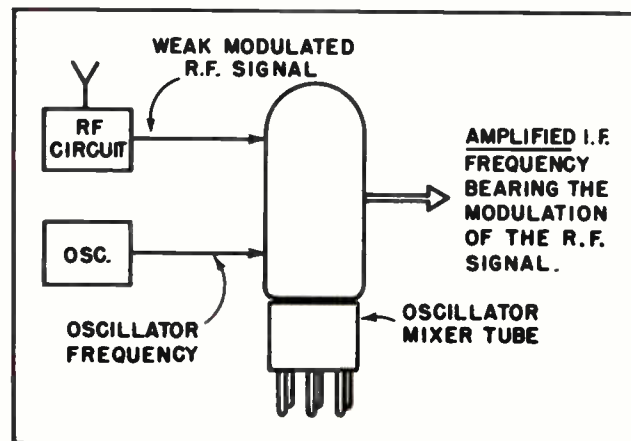 WEAK MODULATED
R.F. SIGNAL
RF
CIRCUIT
AMPLIFIED I.F.
FREQUENCY
BEARING THE
MODULATION
OF THE R.F.
SIGNAL.
OSC.
OSCILLATOR
FREQUENCY
OSCILLATOR
MIXER TUBE